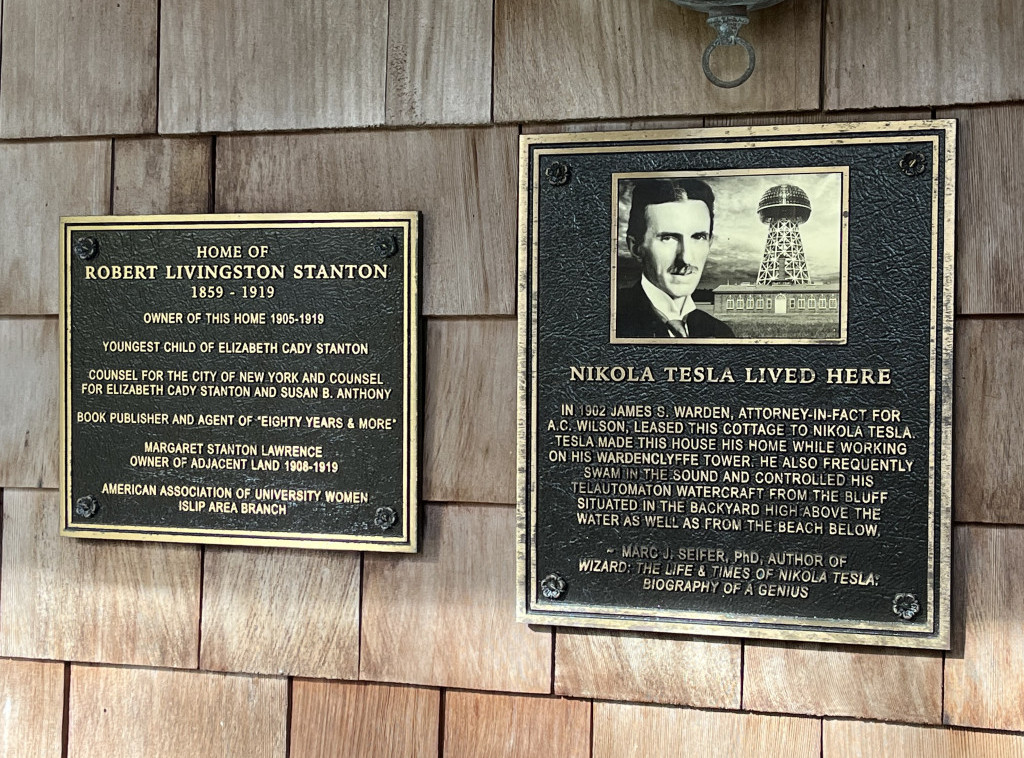 HOME OF
ROBERT LIVINGSTON STANTON
1859 - 1919
OWNER OF THIS HOME 1905-1919
YOUNGEST CHILD OF ELIZABETH CADY STANTON
COUNSEL FOR THE CITY OF NEW YORK AND COUNSEL
FOR ELIZABETH CADY STANTON AND SUSAN B. ANTHONY
BOOK PUBLISHER AND AGENT OF "EIGHTY YEARS & MORE"
MARGARET STANTON LAWRENCE
OWNER OF ADJACENT LAND 1908-1919
AMERICAN ASSOCIATION OF UNIVERSITY WOMEN
ISLIP AREA BRANCH
NIKOLA TESLA LIVED HERE
IN 1902 JAMES S. WARDEN, ATTORNEY-IN-FACT FOR
A.C. WILSON, LEASED THIS COTTAGE TO NIKOLA TESLA.
TESLA MADE THIS HOUSE HIS HOME WHILE WORKING
ON HIS WARDENCLYFFE TOWER. HE ALSO FREQUENTLY
SWAM IN THE SOUND AND CONTROLLED HIS
TELAUTOMATON WATERCRAFT FROM THE BLUFF
SITUATED IN THE BACKYARD HIGH ABOVE THE
WATER AS WELL AS FROM THE BEACH BELOW.
~ MARC J. SEIFER, PhD, AUTHOR OF
WIZARD: THE LIFE & TIMES OF NIKOLA TESLA:
BIOGRAPHY OF A GENIUS